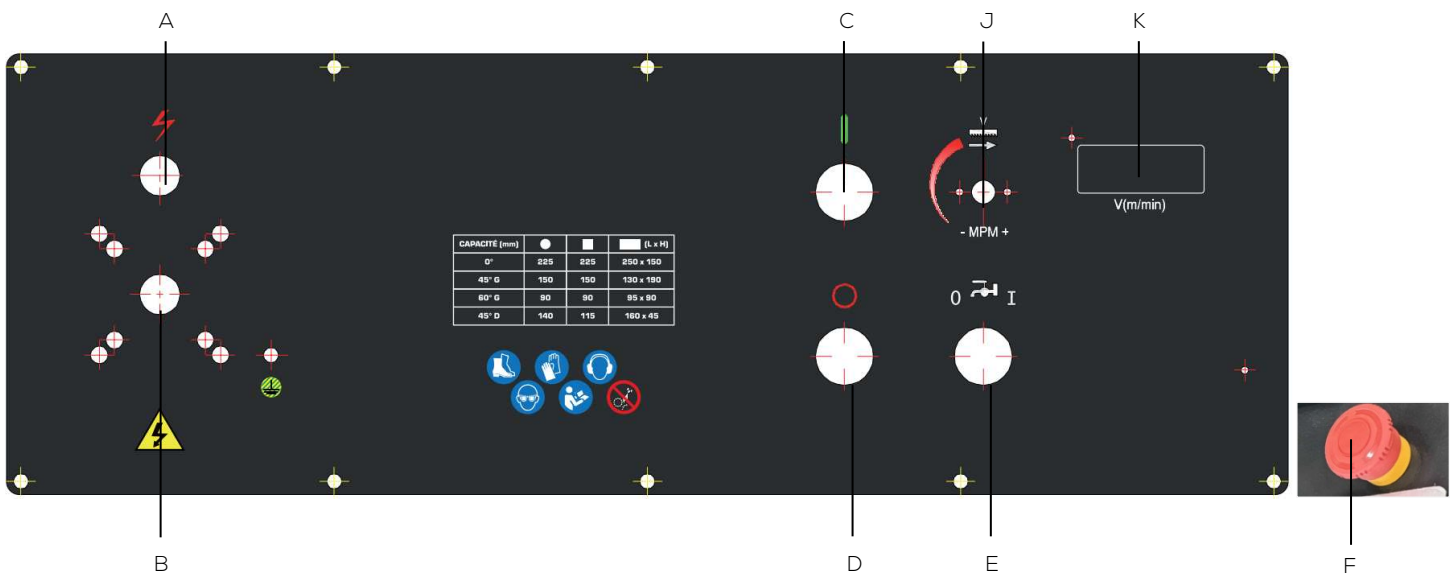 A
C
J
K
V
V(m/min)
- MPM +
CAPACITÉ (mm) (L x H)
0° 225 225 250 x 150
45° G 150 150 130 x 190
60° G 90 90 95 x 90
45° D 140 115 160 x 45
0 I
B
D
E
F